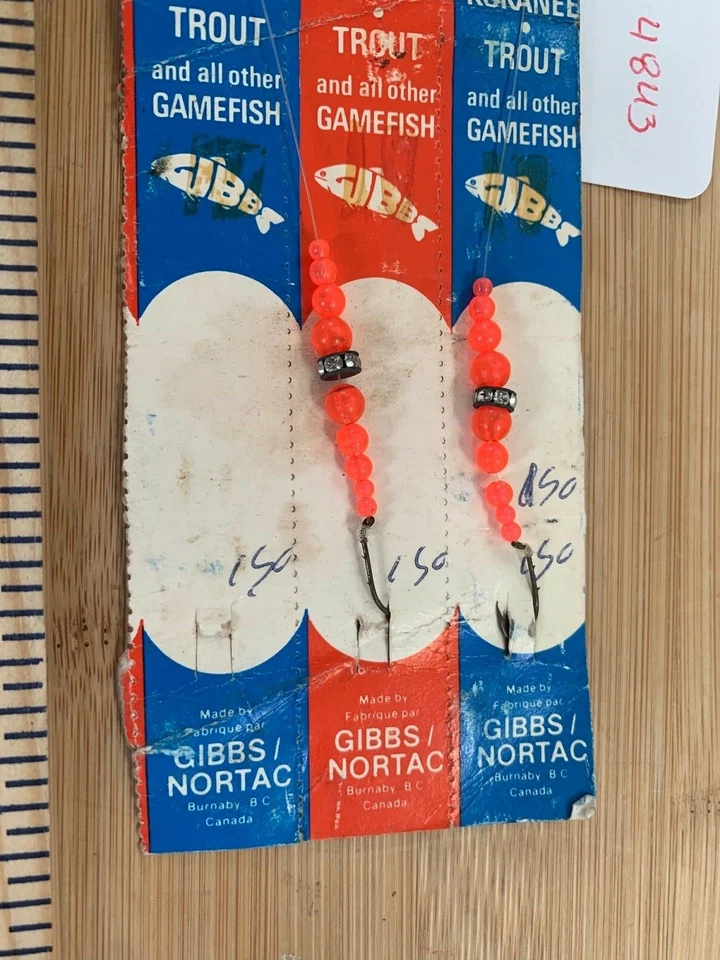 TROUT
and all other
GAMEFISH
GIBBS
150
Made by
Fabrique par
GIBBS /
NORTAC
Burnaby B C
Canada
TROUT
and all other
GAMEFISH
GIBBS
150
Made by
Fabrique par
GIBBS /
NORTAC
Burnaby B C
Canada
KOKANEE
TROUT
and all other
GAMEFISH
GIBBS
150
150
Made by
Fabrique par
GIBBS /
NORTAC
Burnaby B C
Canada
4843